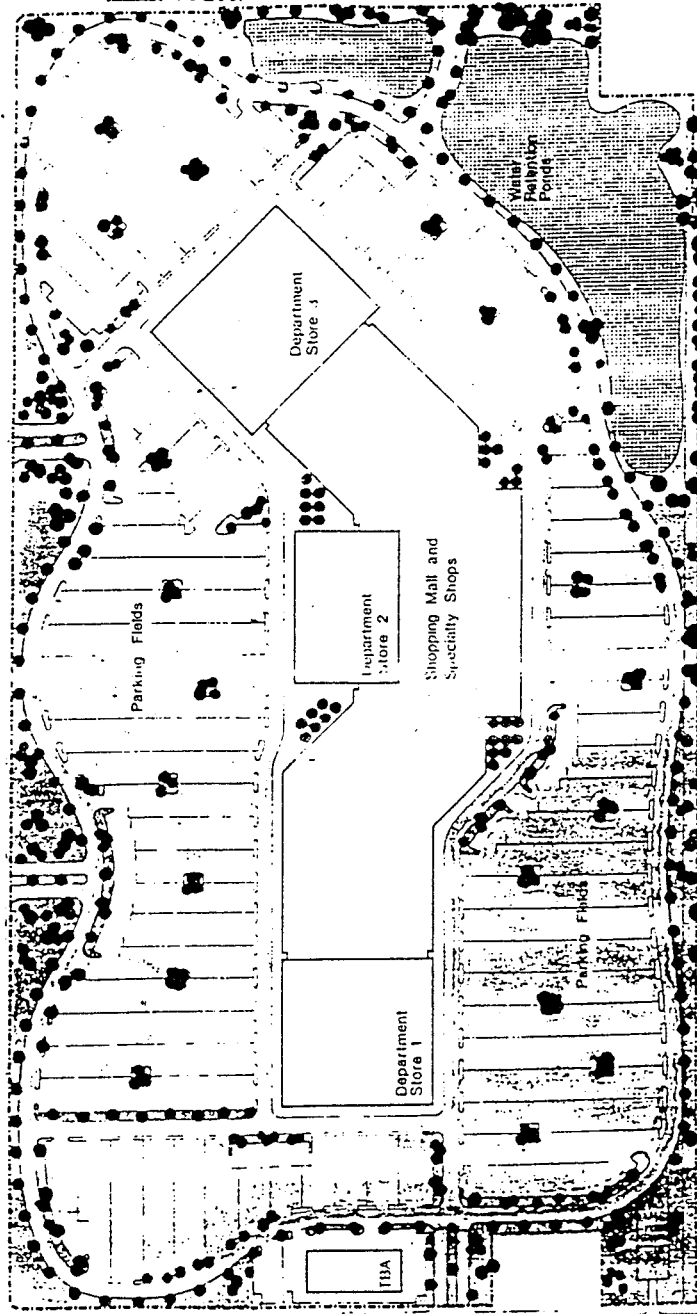 Water
Retention
Ponds
Department
Store 3
Parking Fields
Department
Store 2
Shopping Mall and
Specialty Shops
Parking Fields
Department
Store 1
TBA